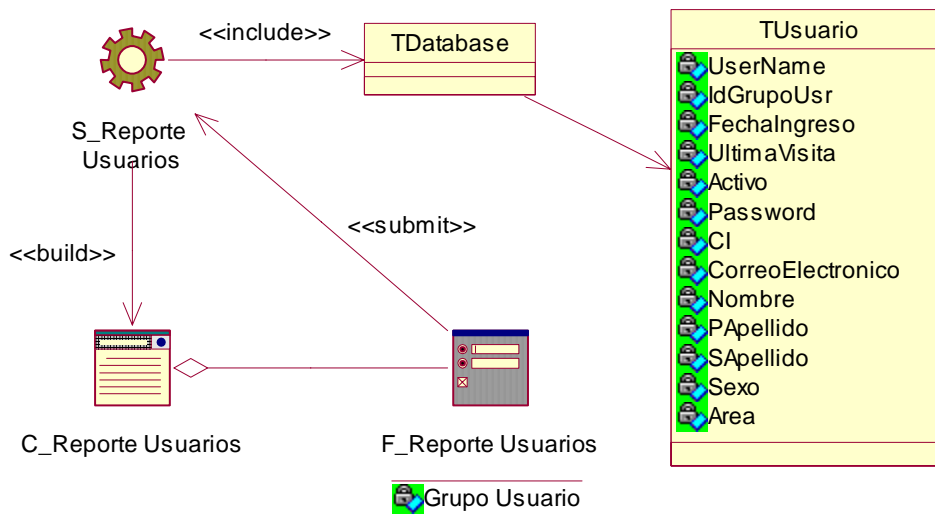 <<include>>
TDatabase
TUsuario
UserName
IdGrupoUsr
FechaIngreso
UltimaVisita
Activo
Password
CI
CorreoElectronico
Nombre
PApellido
SApellido
Sexo
Area
S_Reporte
Usuarios
<<submit>>
<<build>>
C_Reporte Usuarios
F_Reporte Usuarios
Grupo Usuario